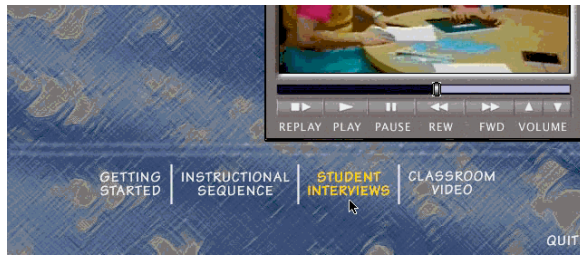 REPLAY PLAY PAUSE REW FWD VOLUME
GETTING STARTED
INSTRUCTIONAL SEQUENCE
STUDENT INTERVIEWS
CLASSROOM VIDEO
QUIT